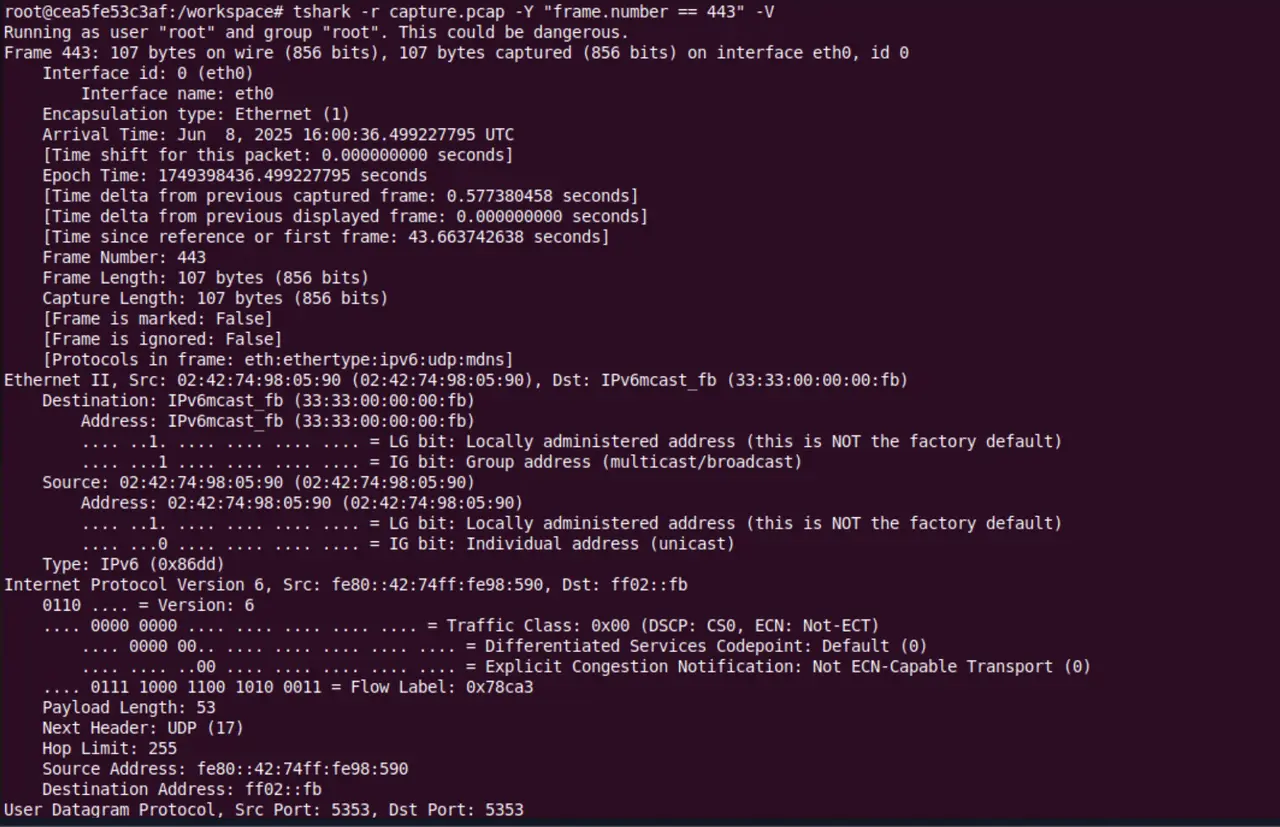 root@cea5fe53c3af:/workspace# tshark -r capture.pcap -Y "frame.number == 443" -V
Running as user "root" and group "root". This could be dangerous.
Frame 443: 107 bytes on wire (856 bits), 107 bytes captured (856 bits) on interface eth0, id 0
    Interface id: 0 (eth0)
        Interface name: eth0
    Encapsulation type: Ethernet (1)
    Arrival Time: Jun  8, 2025 16:00:36.499227795 UTC
    [Time shift for this packet: 0.000000000 seconds]
    Epoch Time: 1749398436.499227795 seconds
    [Time delta from previous captured frame: 0.577380458 seconds]
    [Time delta from previous displayed frame: 0.000000000 seconds]
    [Time since reference or first frame: 43.663742638 seconds]
    Frame Number: 443
    Frame Length: 107 bytes (856 bits)
    Capture Length: 107 bytes (856 bits)
    [Frame is marked: False]
    [Frame is ignored: False]
    [Protocols in frame: eth:ethertype:ipv6:udp:mdns]
Ethernet II, Src: 02:42:74:98:05:90 (02:42:74:98:05:90), Dst: IPv6mcast_fb (33:33:00:00:00:fb)
    Destination: IPv6mcast_fb (33:33:00:00:00:fb)
        Address: IPv6mcast_fb (33:33:00:00:00:fb)
        .... ..1. .... .... .... .... = LG bit: Locally administered address (this is NOT the factory default)
        .... ...1 .... .... .... .... = IG bit: Group address (multicast/broadcast)
    Source: 02:42:74:98:05:90 (02:42:74:98:05:90)
        Address: 02:42:74:98:05:90 (02:42:74:98:05:90)
        .... ..1. .... .... .... .... = LG bit: Locally administered address (this is NOT the factory default)
        .... ...0 .... .... .... .... = IG bit: Individual address (unicast)
    Type: IPv6 (0x86dd)
Internet Protocol Version 6, Src: fe80::42:74ff:fe98:590, Dst: ff02::fb
    0110 .... = Version: 6
    .... 0000 0000 .... .... .... .... .... = Traffic Class: 0x00 (DSCP: CS0, ECN: Not-ECT)
        .... 0000 00.. .... .... .... .... .... = Differentiated Services Codepoint: Default (0)
        .... .... ..00 .... .... .... .... .... = Explicit Congestion Notification: Not ECN-Capable Transport (0)
    .... 0111 1000 1100 1010 0011 = Flow Label: 0x78ca3
    Payload Length: 53
    Next Header: UDP (17)
    Hop Limit: 255
    Source Address: fe80::42:74ff:fe98:590
    Destination Address: ff02::fb
User Datagram Protocol, Src Port: 5353, Dst Port: 5353